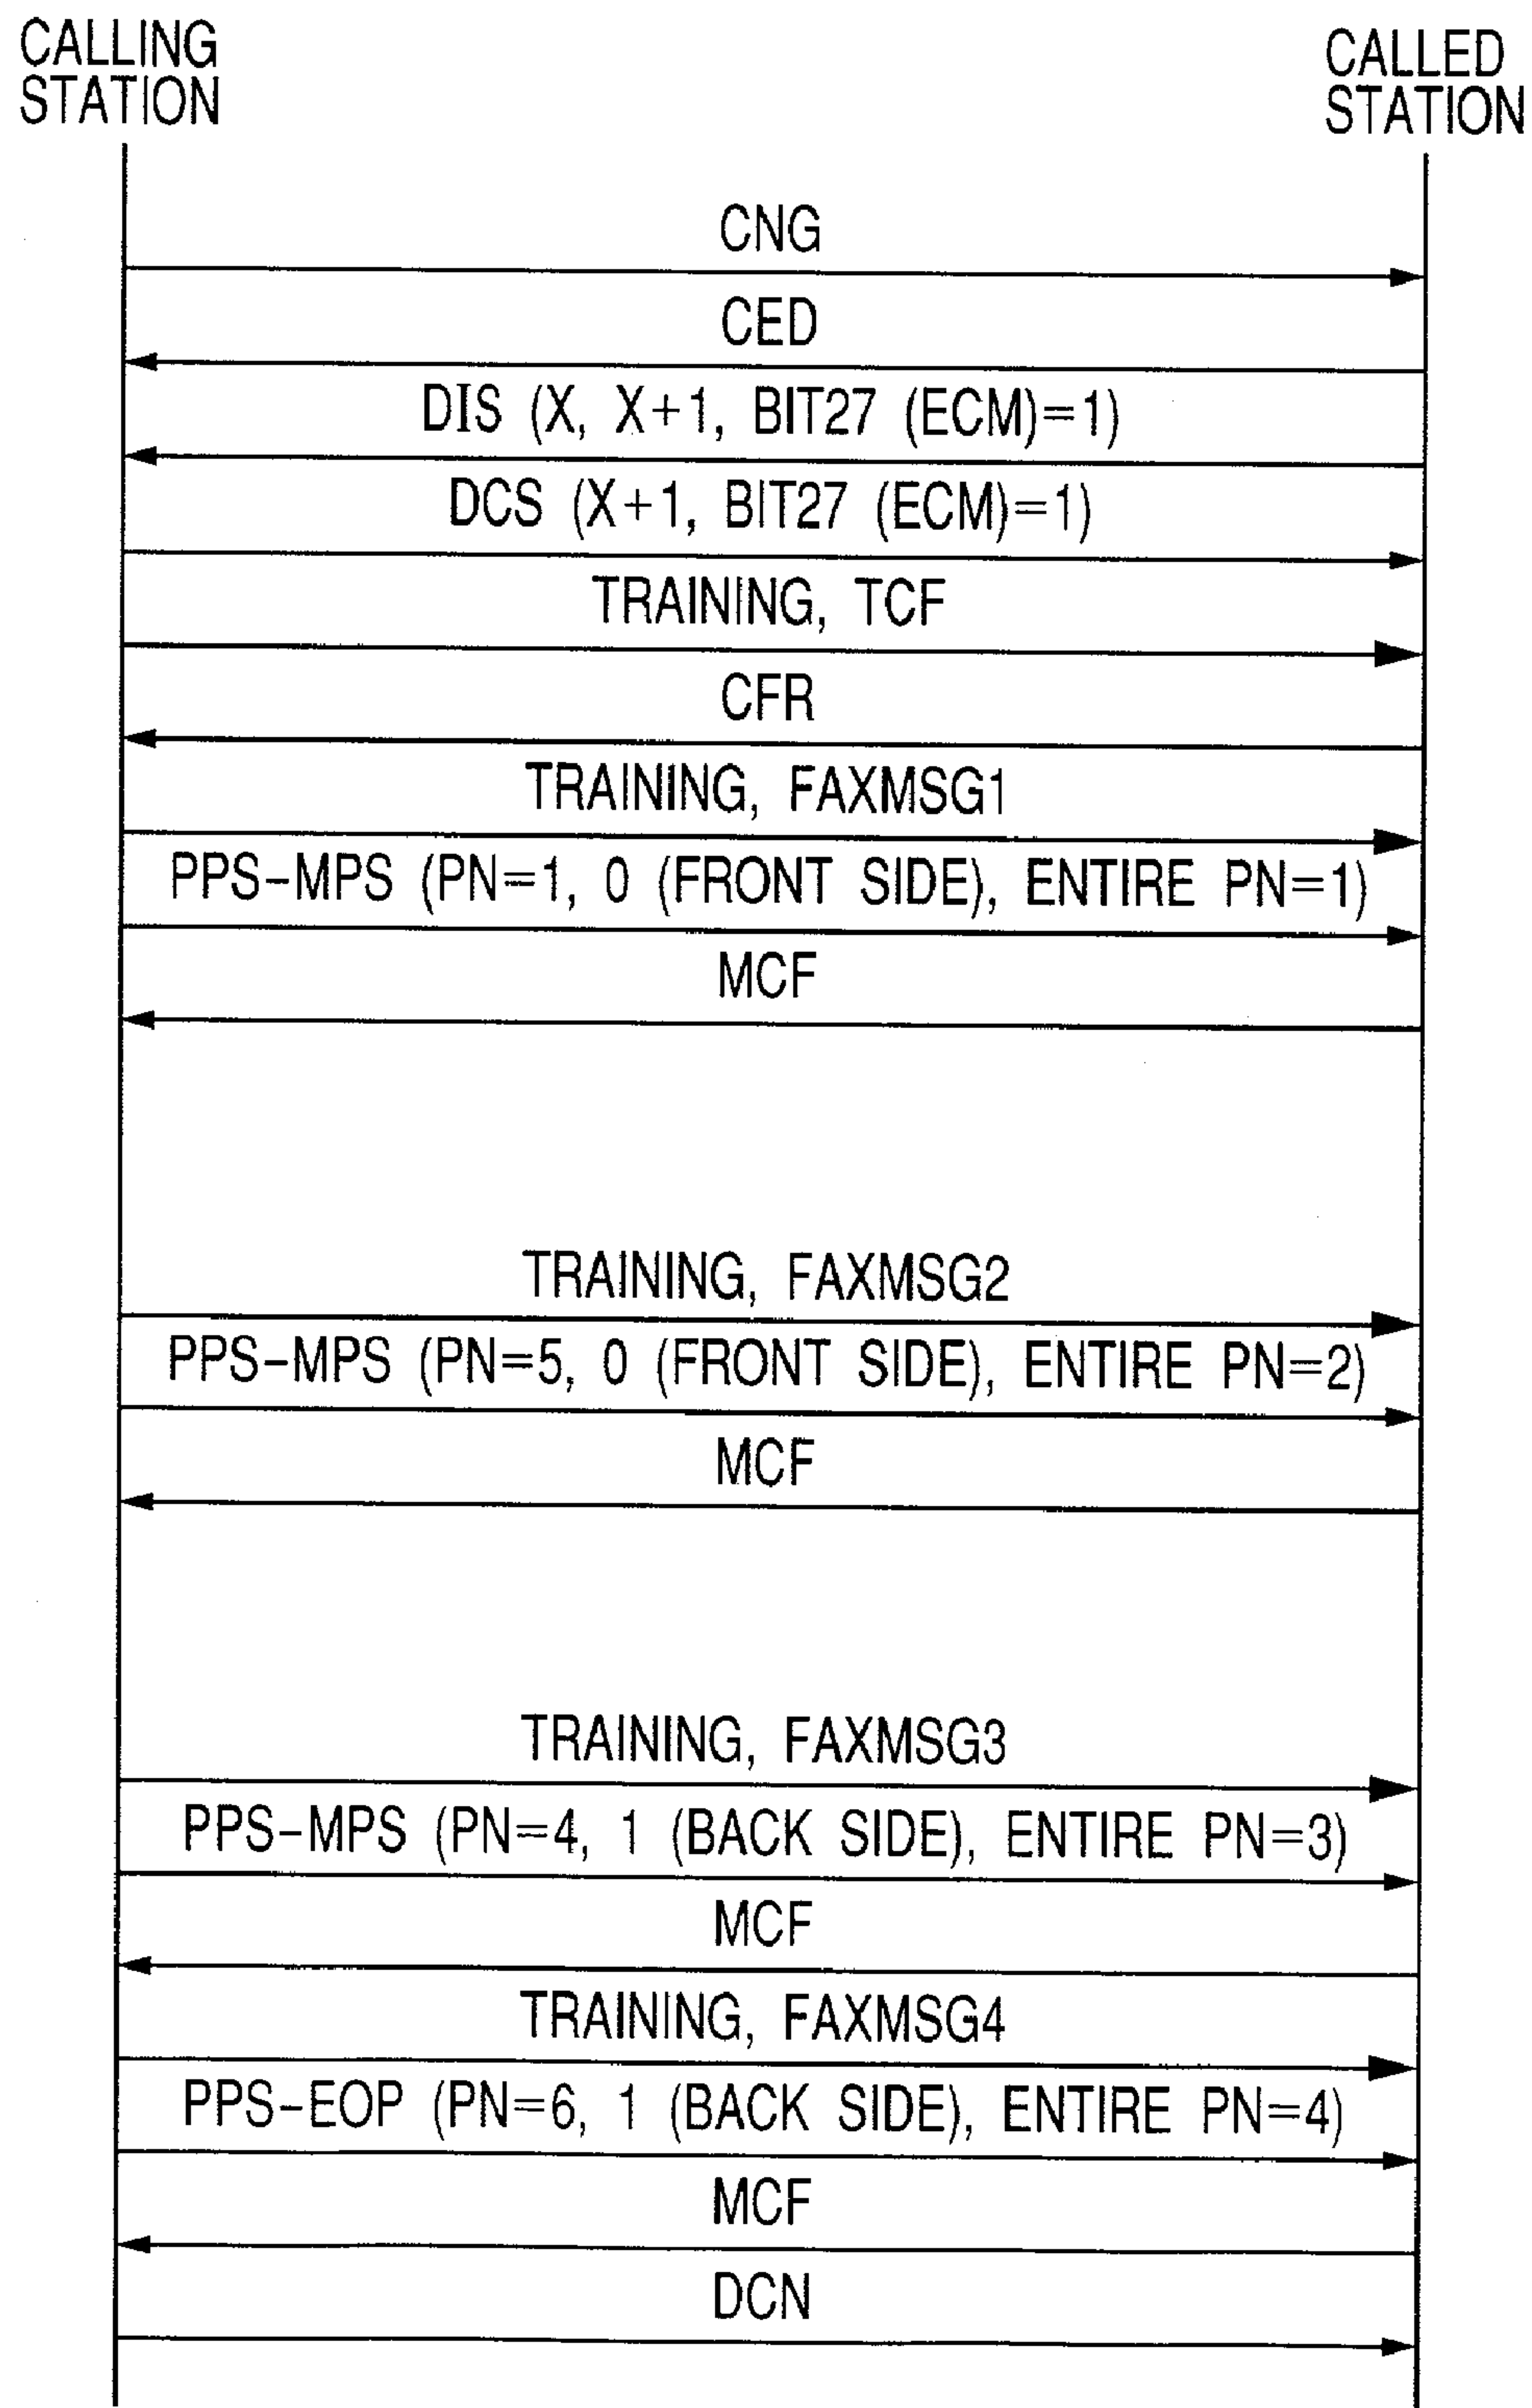 CALLING
STATION
CALLED
STATION
CNG
CED
DIS (X, X+1, BIT27 (ECM)=1)
DCS (X+1, BIT27 (ECM)=1)
TRAINING, TCF
CFR
TRAINING, FAXMSG1
PPS-MPS (PN=1, 0 (FRONT SIDE), ENTIRE PN=1)
MCF
TRAINING, FAXMSG2
PPS-MPS (PN=5, 0 (FRONT SIDE), ENTIRE PN=2)
MCF
TRAINING, FAXMSG3
PPS-MPS (PN=4, 1 (BACK SIDE), ENTIRE PN=3)
MCF
TRAINING, FAXMSG4
PPS-EOP (PN=6, 1 (BACK SIDE), ENTIRE PN=4)
MCF
DCN